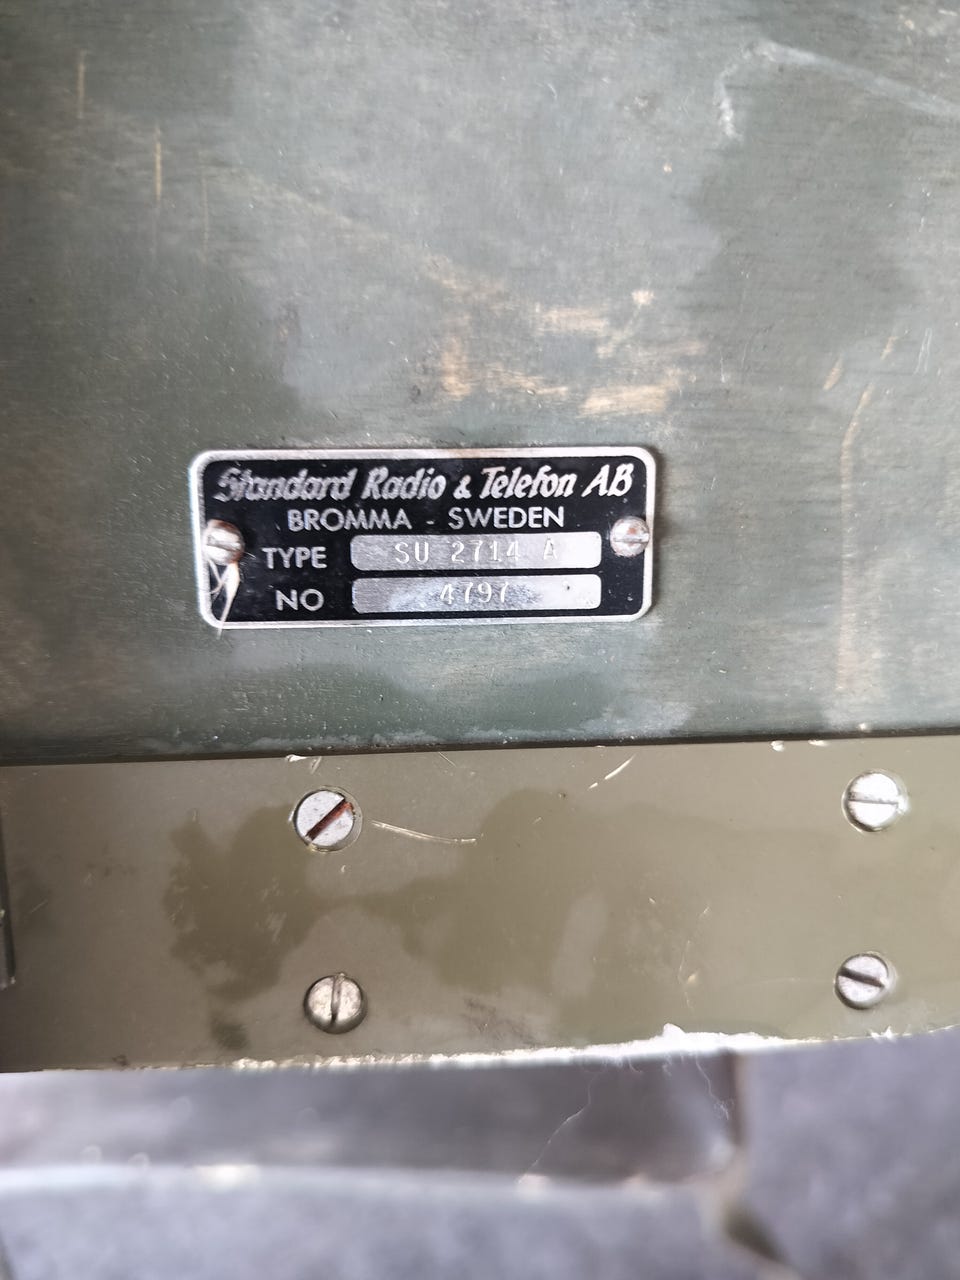 Standard Radio & Telefon AB
BROMMA - SWEDEN
TYPE SU 2714 A
NO 4797